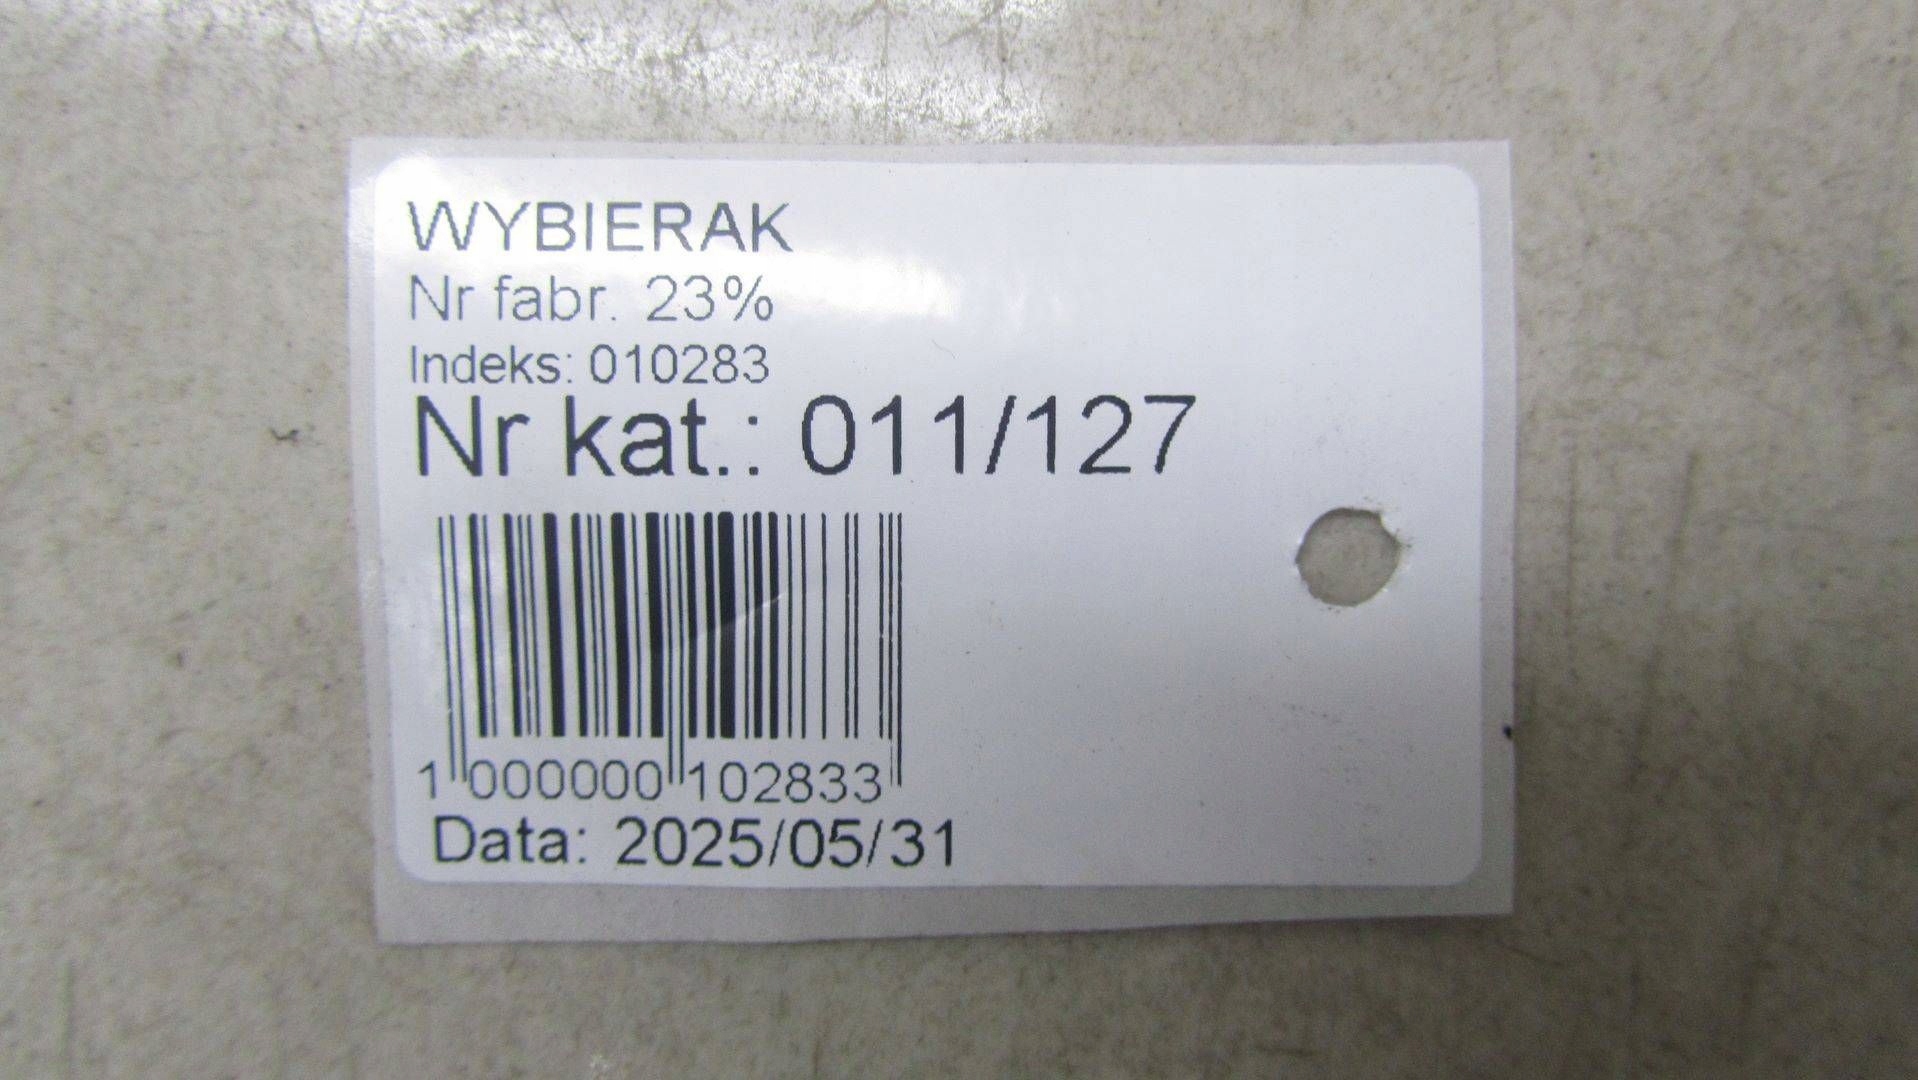 WYBIERAK
Nr fabr. 23%
Indeks: 010283
Nr kat.: 011/127
1 000000 102833
Data: 2025/05/31